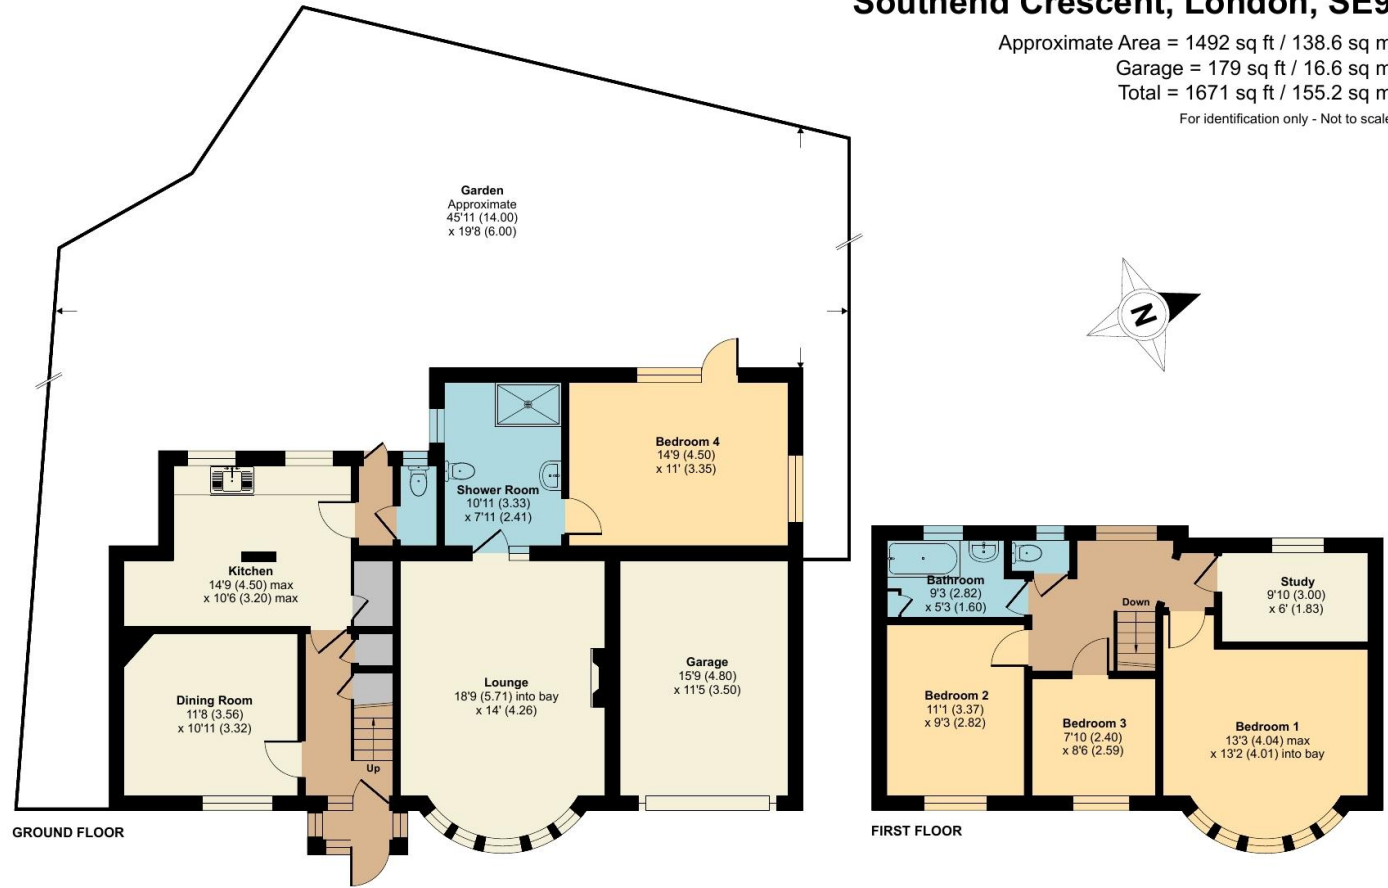 Southend Crescent, London, SE9
Approximate Area = 1492 sq ft / 138.6 sq m
Garage = 179 sq ft / 16.6 sq m
Total = 1671 sq ft / 155.2 sq m
For identification only - Not to scale
Garden
Approximate
45'11 (14.00)
x 19'8 (6.00)
N
Bedroom 4
14'9 (4.50)
x 11' (3.35)
Shower Room
10'11 (3.33)
x 7'11 (2.41)
Kitchen
14'9 (4.50) max
x 10'6 (3.20) max
Dining Room
11'8 (3.56)
x 10'11 (3.32)
Up
Lounge
18'9 (5.71) into bay
x 14' (4.26)
Garage
15'9 (4.80)
x 11'5 (3.50)
GROUND FLOOR
Bathroom
9'3 (2.82)
x 5'3 (1.60)
Down
Study
9'10 (3.00)
x 6' (1.83)
Bedroom 2
11'1 (3.37)
x 9'3 (2.82)
Bedroom 3
7'10 (2.40)
x 8'6 (2.59)
Bedroom 1
13'3 (4.04) max
x 13'2 (4.01) into bay
FIRST FLOOR